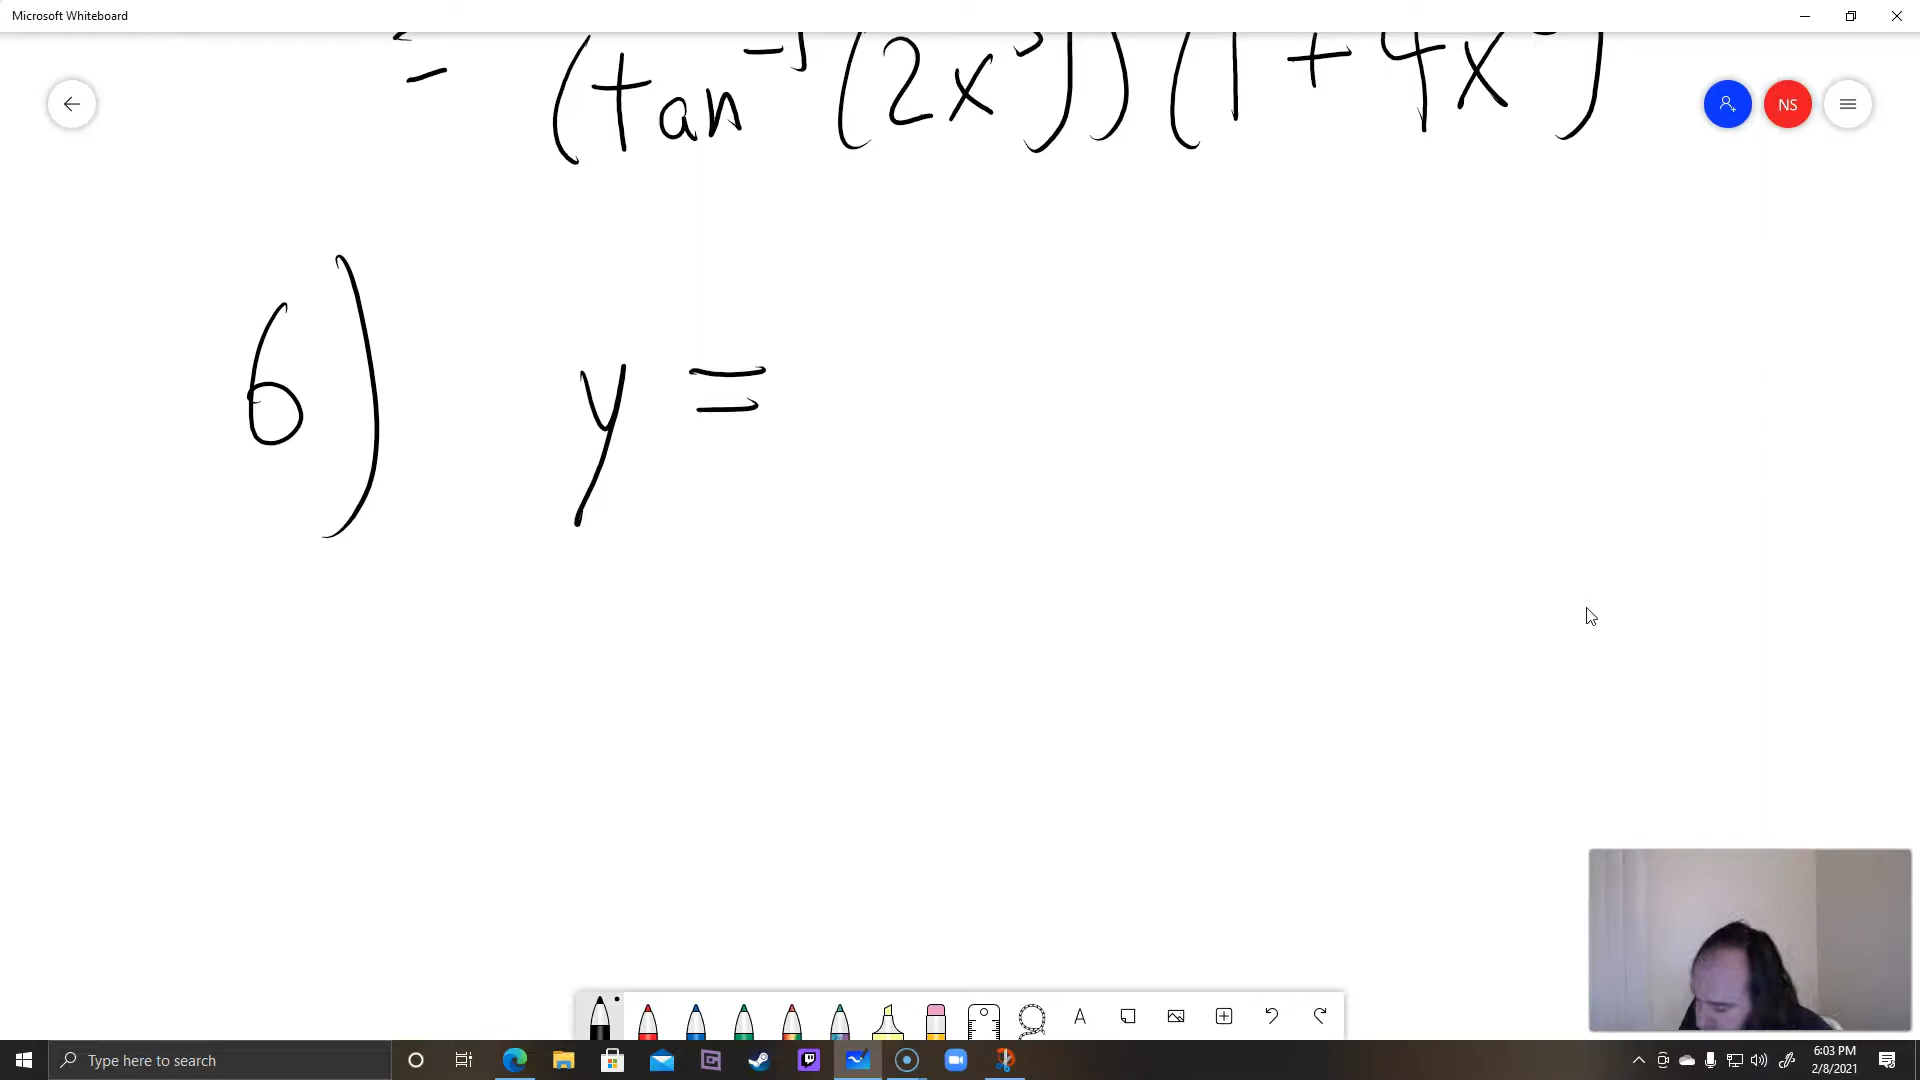 Microsoft Whiteboard
= (tan⁻¹(2x³))(1 + 4x
NS
6) y =
A
Type here to search
6:03 PM
2/8/2021